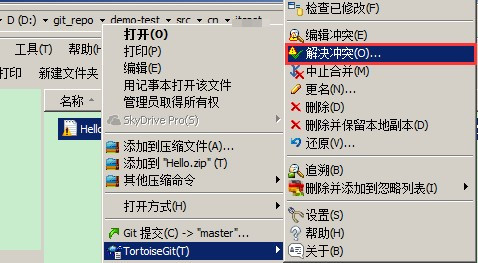 D (D:) ▸ git_repo ▸ demo-test ▸ src ▸ cn ▸
工具(T)
帮助(H)
打印
新建文件夹
名称
Hello
打开(O)
打印(P)
编辑(E)
用记事本打开该文件
管理员取得所有权
SkyDrive Pro(S)
添加到压缩文件(A)...
添加到 "Hello.zip" (T)
其他压缩命令
打开方式(H)
Git 提交(C) -> "master"...
TortoiseGit(T)
检查已修改(F)
编辑冲突(E)
解决冲突(O)...
中止合并(M)...
更名(N)...
删除(D)
删除并保留本地副本(D)
还原(V)...
追溯(B)
删除并添加到忽略列表(I)
设置(S)
帮助(H)
关于(B)